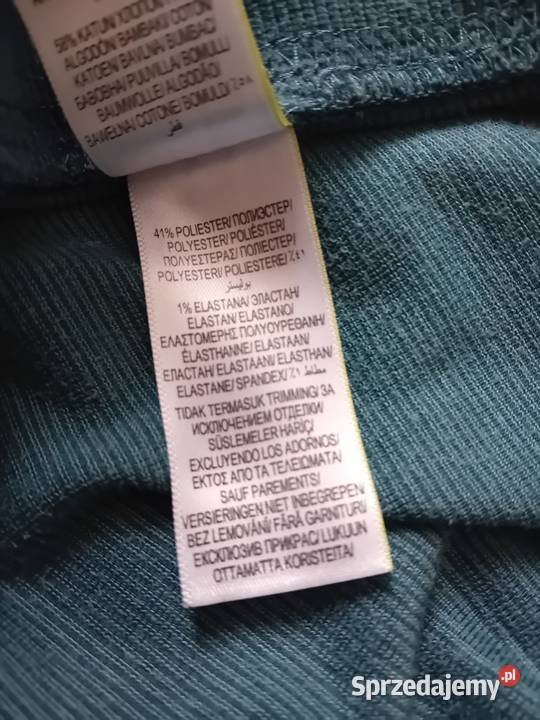 58% KATUN/ ХЛОПОК/
ALGODÓN/ BAMBAKI/ COTON/
KATOEN/ BAVLNA/ BUMBAC/
БАВОВНА/ PUUVILLA/ BOMULL/
BAUMWOLLE/ ALGODÃO/
BAWEŁNA/ COTONE/ BOMULD/ ٪٥٨
قطن
41% POLIESTER/ ПОЛИЭСТЕР/
POLYESTER/ POLIÉSTER/
ΠΟΛΥΕΣΤΕΡΑΣ/ ПОЛІЕСТЕР/
POLYESTERI/ POLIESTERE/ ٪٤١
بوليستر
1% ELASTANA/ ЭЛАСТАН/
ELASTAN/ ELASTANO/
ΕΛΑΣΤΟΜΕΡΗΣ ΠΟΛΥΟΥΡΕΘΑΝΗ/
ÉLASTHANNE/ ELASTAAN/
ЕЛАСТАН/ ELASTAANI/ ELASTHAN/
ELASTANE/ SPANDEX/ ٪١ مطاط
TIDAK TERMASUK TRIMMING/ ЗА
ИСКЛЮЧЕНИЕМ ОТДЕЛКИ/
SÜSLEMELER HARİÇ/
EXCLUYENDO LOS ADORNOS/
ΕΚΤΟΣ ΑΠΟ ΤΑ ΤΕΛΕΙΩΜΑΤΑ/
SAUF PAREMENTS/
VERSIERINGEN NIET INBEGREPEN/
BEZ LEMOVÁNÍ/ FĂRĂ GARNITURI/
ЕКСКЛЮЗИВ ПРИКРАС/ LUKUUN
OTTAMATTA KORISTEITA/
Sprzedajemy.pl